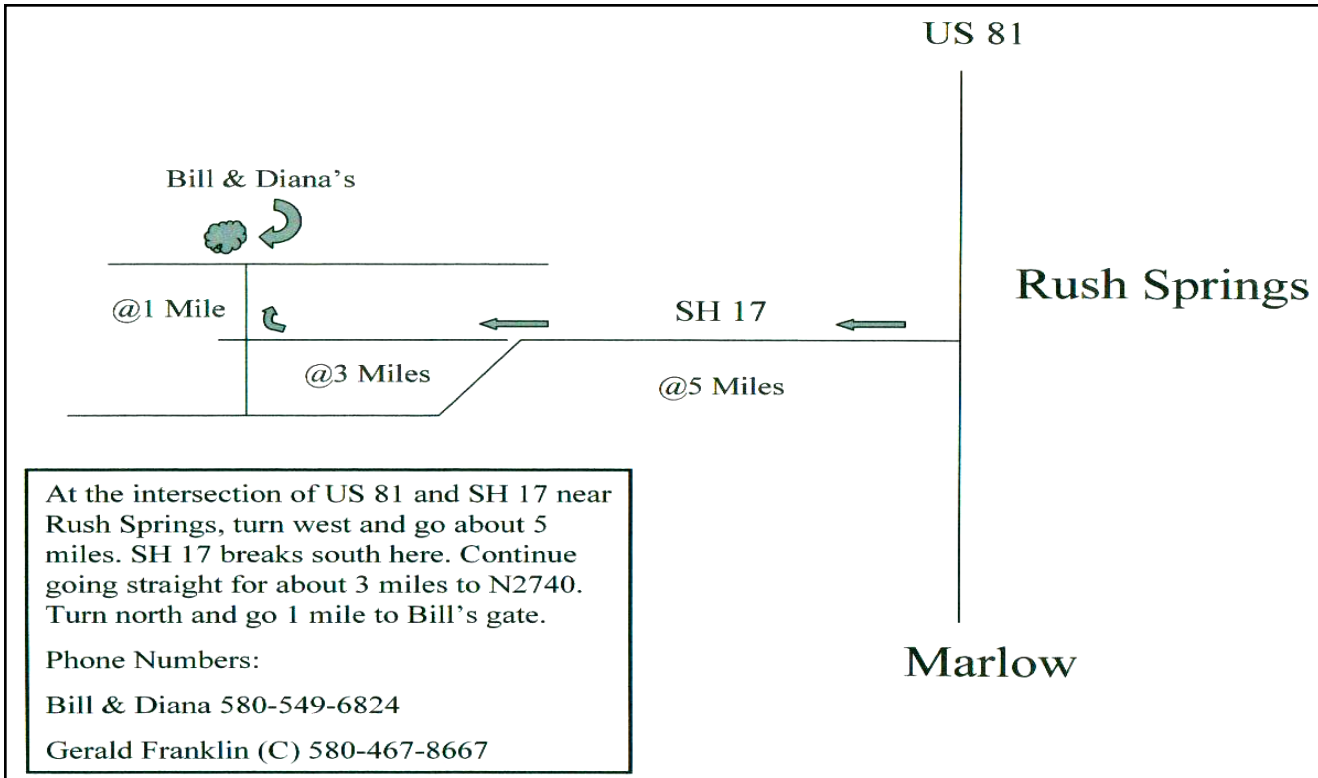 US 81
Bill & Diana's
Rush Springs
@1 Mile
SH 17
@3 Miles
@5 Miles
Marlow
At the intersection of US 81 and SH 17 near
Rush Springs, turn west and go about 5
miles. SH 17 breaks south here. Continue
going straight for about 3 miles to N2740.
Turn north and go 1 mile to Bill's gate.
Phone Numbers:
Bill & Diana 580-549-6824
Gerald Franklin (C) 580-467-8667